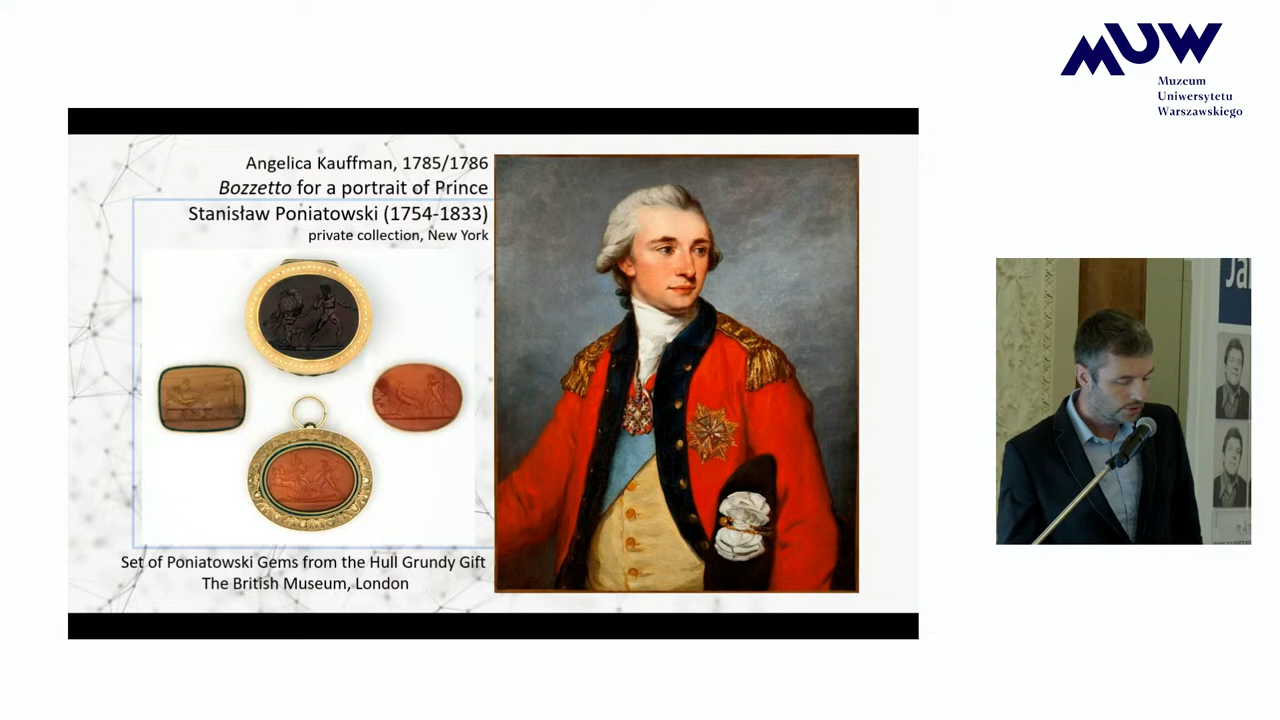 MUW
Muzeum
Uniwersytetu
Warszawskiego
Angelica Kauffman, 1785/1786
Bozzetto for a portrait of Prince
Stanisław Poniatowski (1754-1833)
private collection, New York
Set of Poniatowski Gems from the Hull Grundy Gift
The British Museum, London